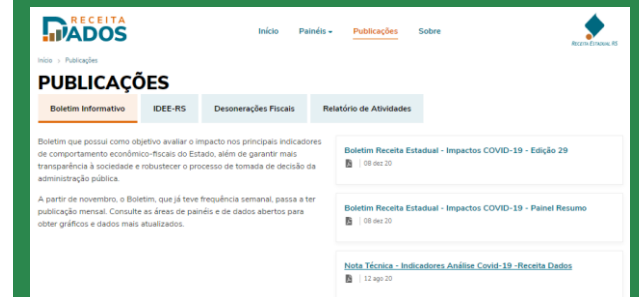 RECEITA
DADOS
Início Painéis Publicações Sobre
RECEITA ESTADUAL RS
Início > Publicações
PUBLICAÇÕES
Boletim Informativo IDEE-RS Desonerações Fiscais Relatório de Atividades
Boletim que possui como objetivo avaliar o impacto nos principais indicadores
de comportamento econômico-fiscais do Estado, além de garantir mais
transparência à sociedade e robustecer o processo de tomada de decisão da
administração pública.
A partir de novembro, o Boletim, que já teve frequência semanal, passa a ter
publicação mensal. Consulte as áreas de painéis e de dados abertos para
obter gráficos e dados mais atualizados.
Boletim Receita Estadual - Impactos COVID-19 - Edição 29
08 dez 20
Boletim Receita Estadual - Impactos COVID-19 - Painel Resumo
08 dez 20
Nota Técnica - Indicadores Análise Covid-19 -Receita Dados
12 ago 20